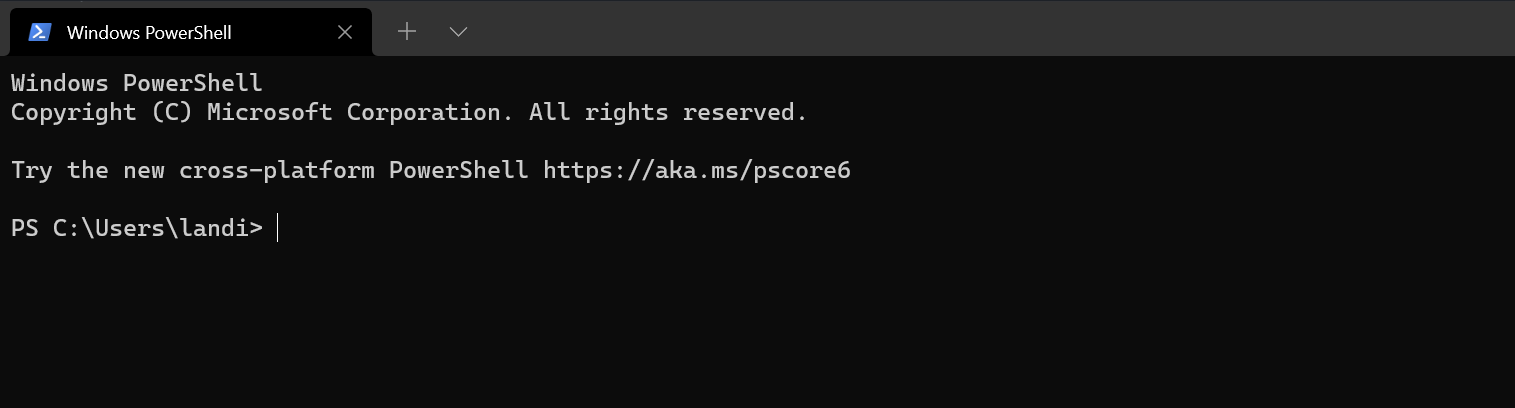 Windows PowerShell
Windows PowerShell
Copyright (C) Microsoft Corporation. All rights reserved.
Try the new cross-platform PowerShell https://aka.ms/pscore6
PS C:\Users\landi>